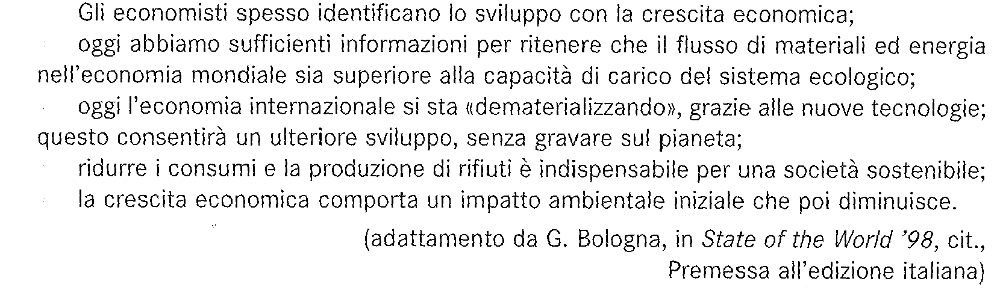 Gli economisti spesso identificano lo sviluppo con la crescita economica;
oggi abbiamo sufficienti informazioni per ritenere che il flusso di materiali ed energia
nell'economia mondiale sia superiore alla capacità di carico del sistema ecologico;
oggi l'economia internazionale si sta «dematerializzando», grazie alle nuove tecnologie;
questo consentirà un ulteriore sviluppo, senza gravare sul pianeta;
ridurre i consumi e la produzione di rifiuti è indispensabile per una società sostenibile;
la crescita economica comporta un impatto ambientale iniziale che poi diminuisce.
(adattamento da G. Bologna, in State of the World '98, cit.,
Premessa all'edizione italiana)